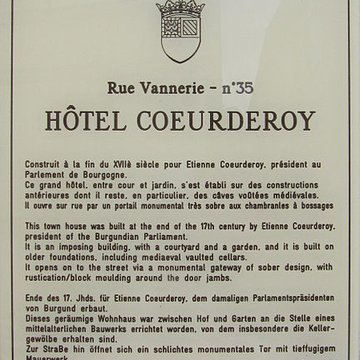 Rue Vannerie - n°35
HÔTEL COEURDEROY
Construit à la fin du XVIIè siècle pour Etienne Coeurderoy, président au
Parlement de Bourgogne.
Ce grand hôtel, entre cour et jardin, s'est établi sur des constructions
antérieures dont il reste, en particulier, des câves voûtées médiévales.
Il ouvre sur rue par un portail monumental très sobre aux chambranles à bossages
This town house was built at the end of the 17th century by Etienne Coeurderoy,
president of the Burgundian Parliament.
It is an imposing building, with a courtyard and a garden, and it is built on
older foundations, including mediaeval vaulted cellars.
It opens on to the street via a monumental gateway of sober design, with
rustication/block moulding around the door jambs.
Ende des 17. Jhds. für Etienne Coeurderoy, dem damaligen Parlamentspräsidenten
von Burgund erbaut.
Dieses geräumige Wohnhaus war zwischen Hof und Garten an die Stelle eines
mittelalterlichen Bauwerks errichtet worden, von dem insbesondere die Keller-
gewölbe erhalten sind.
Zur Straße hin öffnet sich ein schlichtes monumentales Tor mit tieffugigem
Mauerwerk.